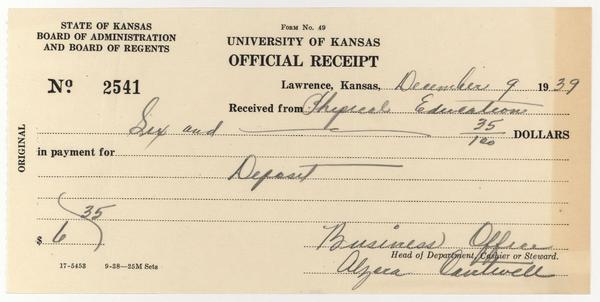 STATE OF KANSAS
BOARD OF ADMINISTRATION
AND BOARD OF REGENTS
FORM NO. 49
UNIVERSITY OF KANSAS
OFFICIAL RECEIPT
No 2541
Lawrence, Kansas, December 9 1939
Received from Physical Education
Six and 35/100 DOLLARS
in payment for
Deposit
$ 6 35
Business Office
Head of Department, Cashier or Steward.
Alzera Cantwell
17-5453 9-38—25M Sets
ORIGINAL